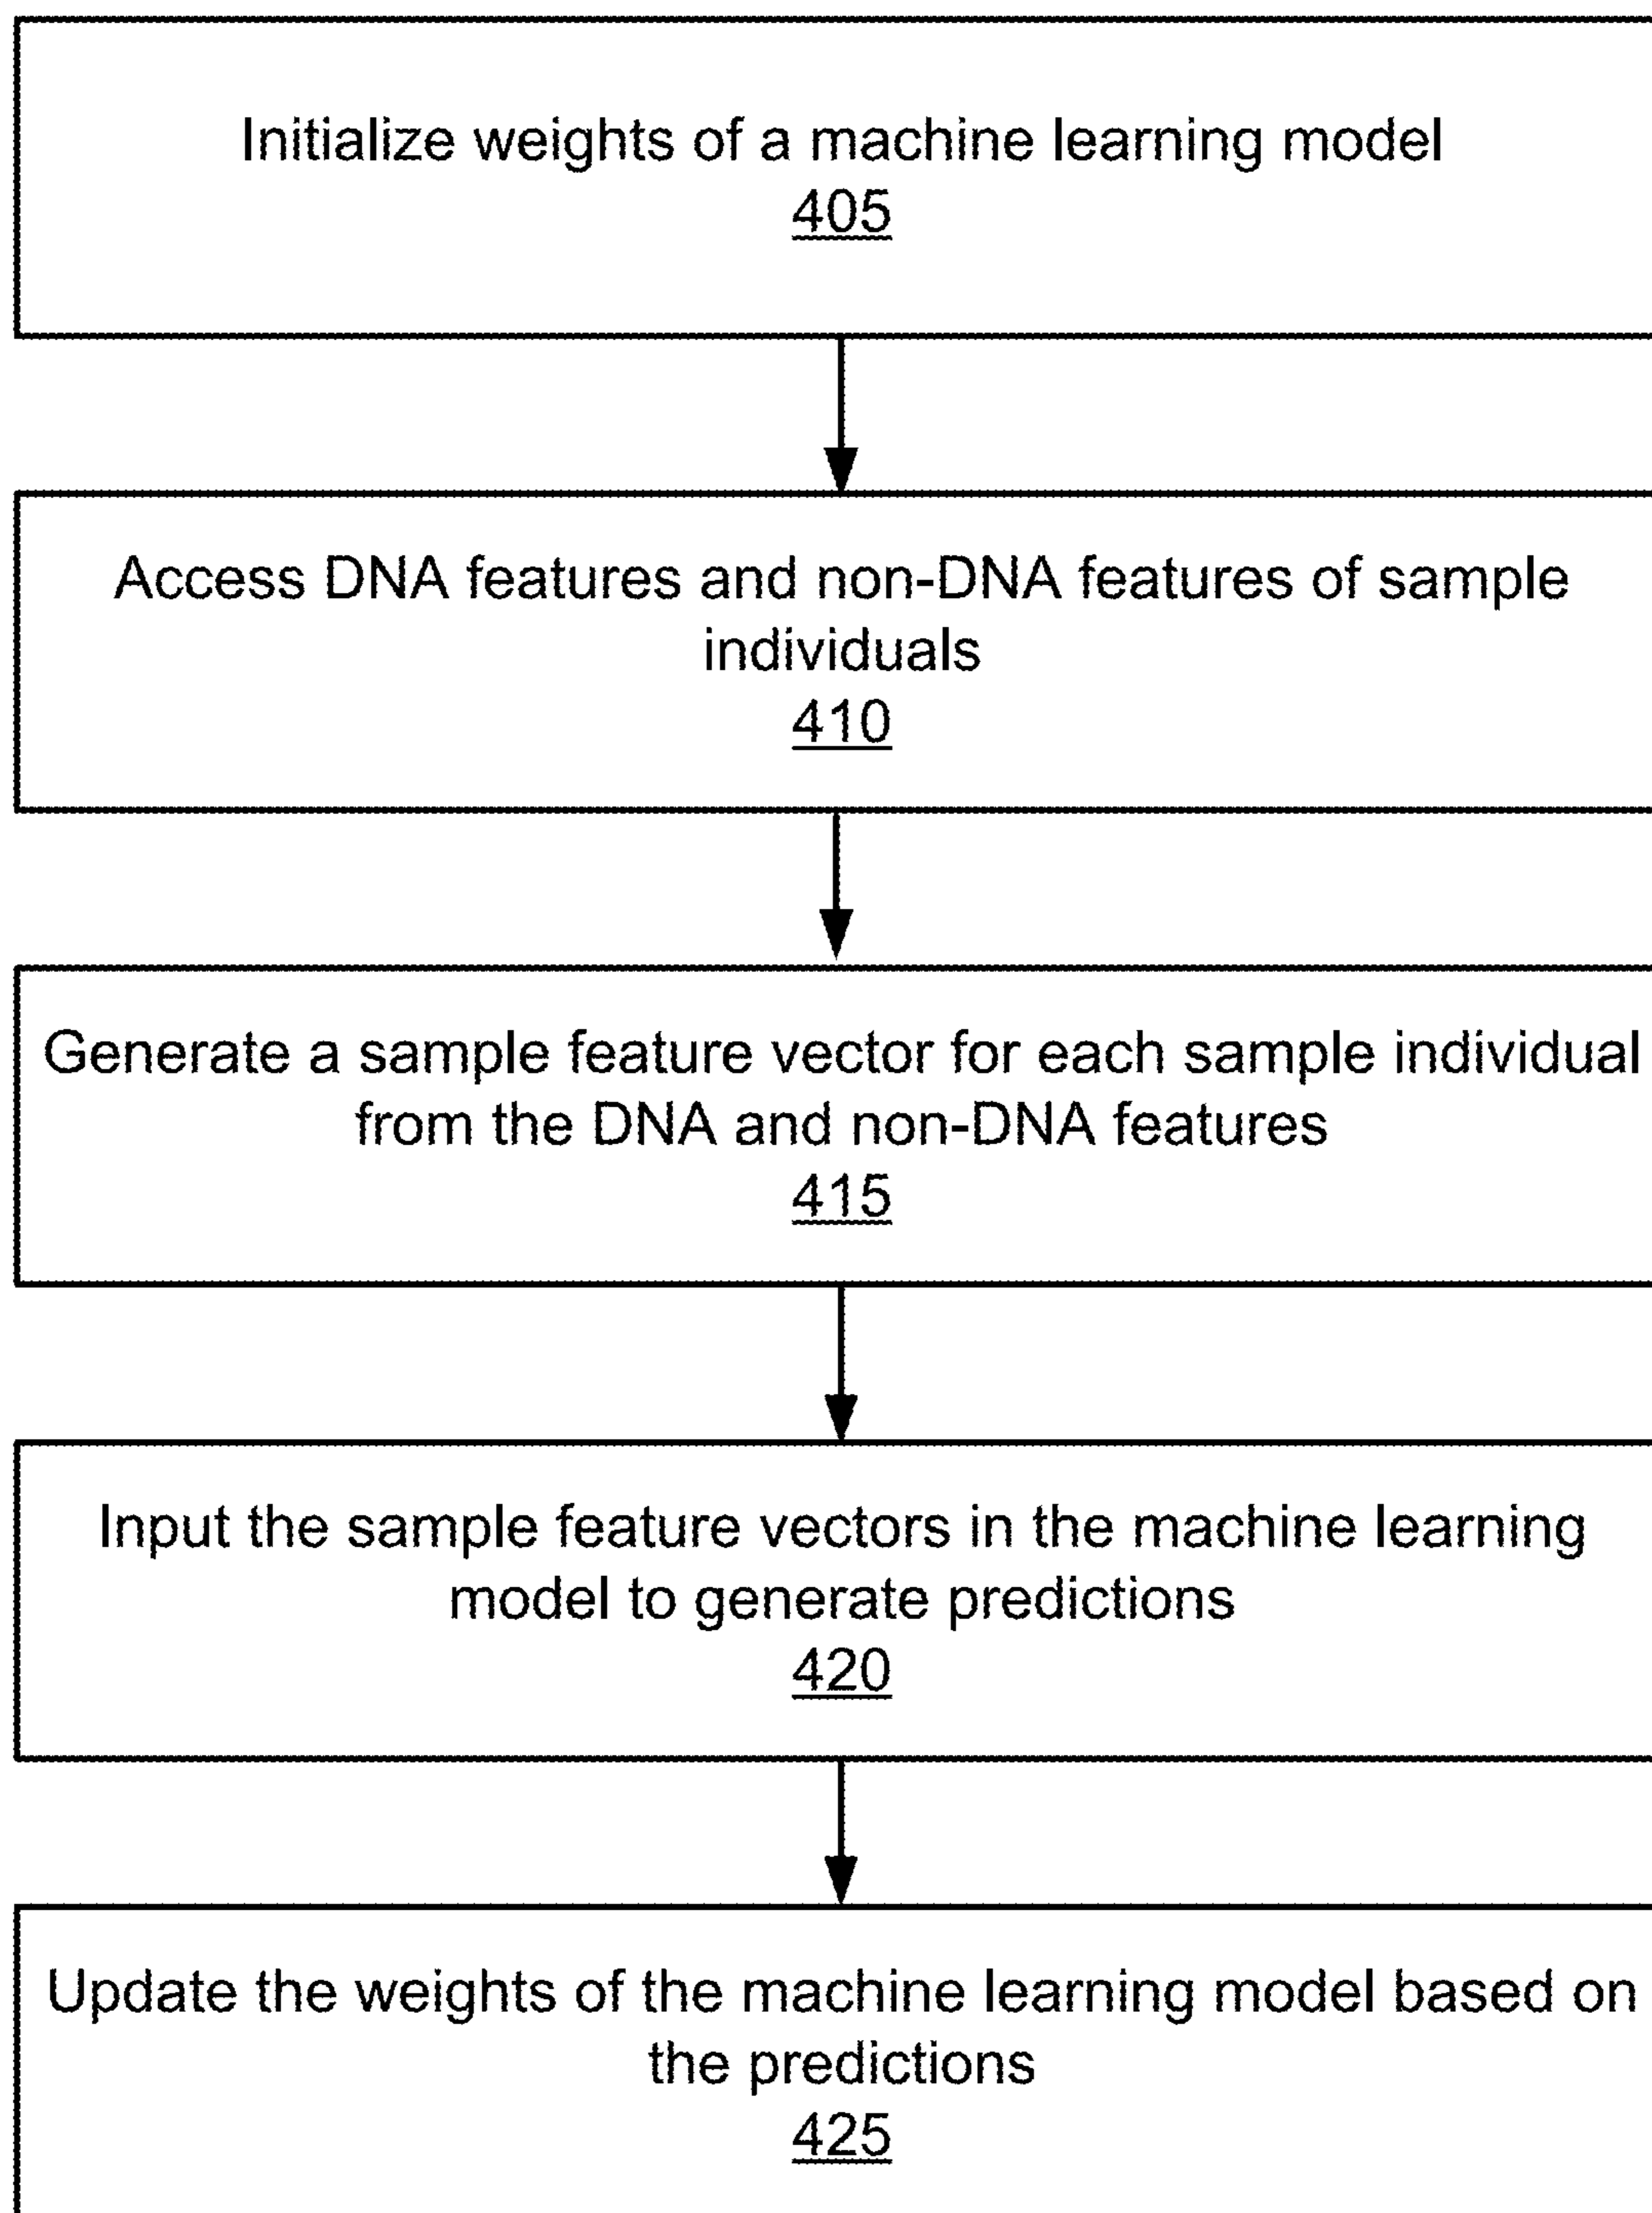 Initialize weights of a machine learning model
405
Access DNA features and non-DNA features of sample
individuals
410
Generate a sample feature vector for each sample individual
from the DNA and non-DNA features
415
Input the sample feature vectors in the machine learning
model to generate predictions
420
Update the weights of the machine learning model based on
the predictions
425